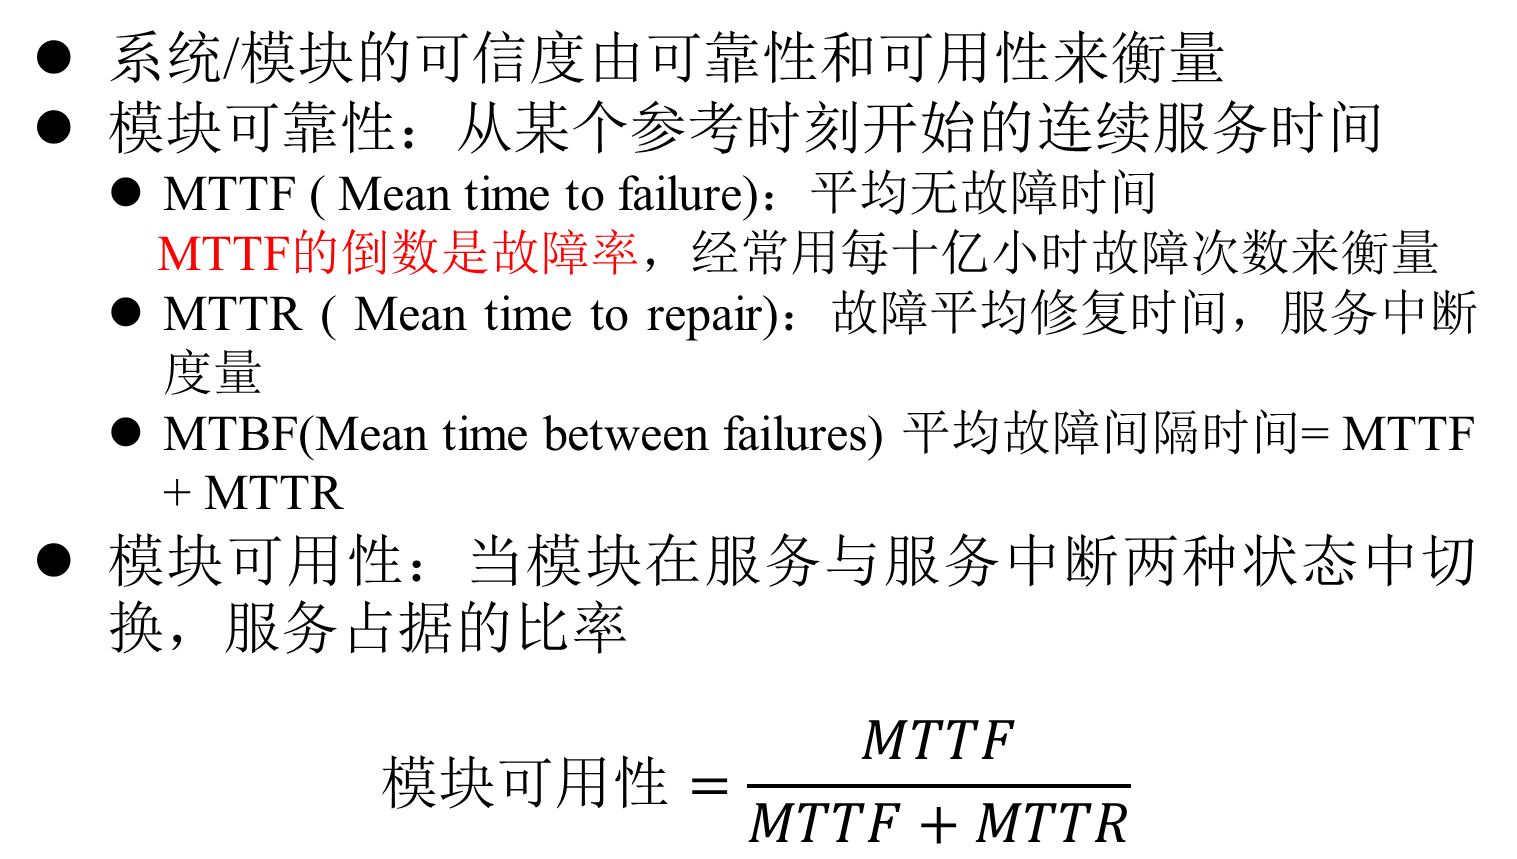 ● 系统/模块的可信度由可靠性和可用性来衡量
● 模块可靠性：从某个参考时刻开始的连续服务时间
● MTTF ( Mean time to failure)：平均无故障时间
MTTF的倒数是故障率，经常用每十亿小时故障次数来衡量
● MTTR ( Mean time to repair)：故障平均修复时间，服务中断
度量
● MTBF(Mean time between failures) 平均故障间隔时间= MTTF
+ MTTR
● 模块可用性：当模块在服务与服务中断两种状态中切
换，服务占据的比率
MTTF
模块可用性 =
MTTF + MTTR